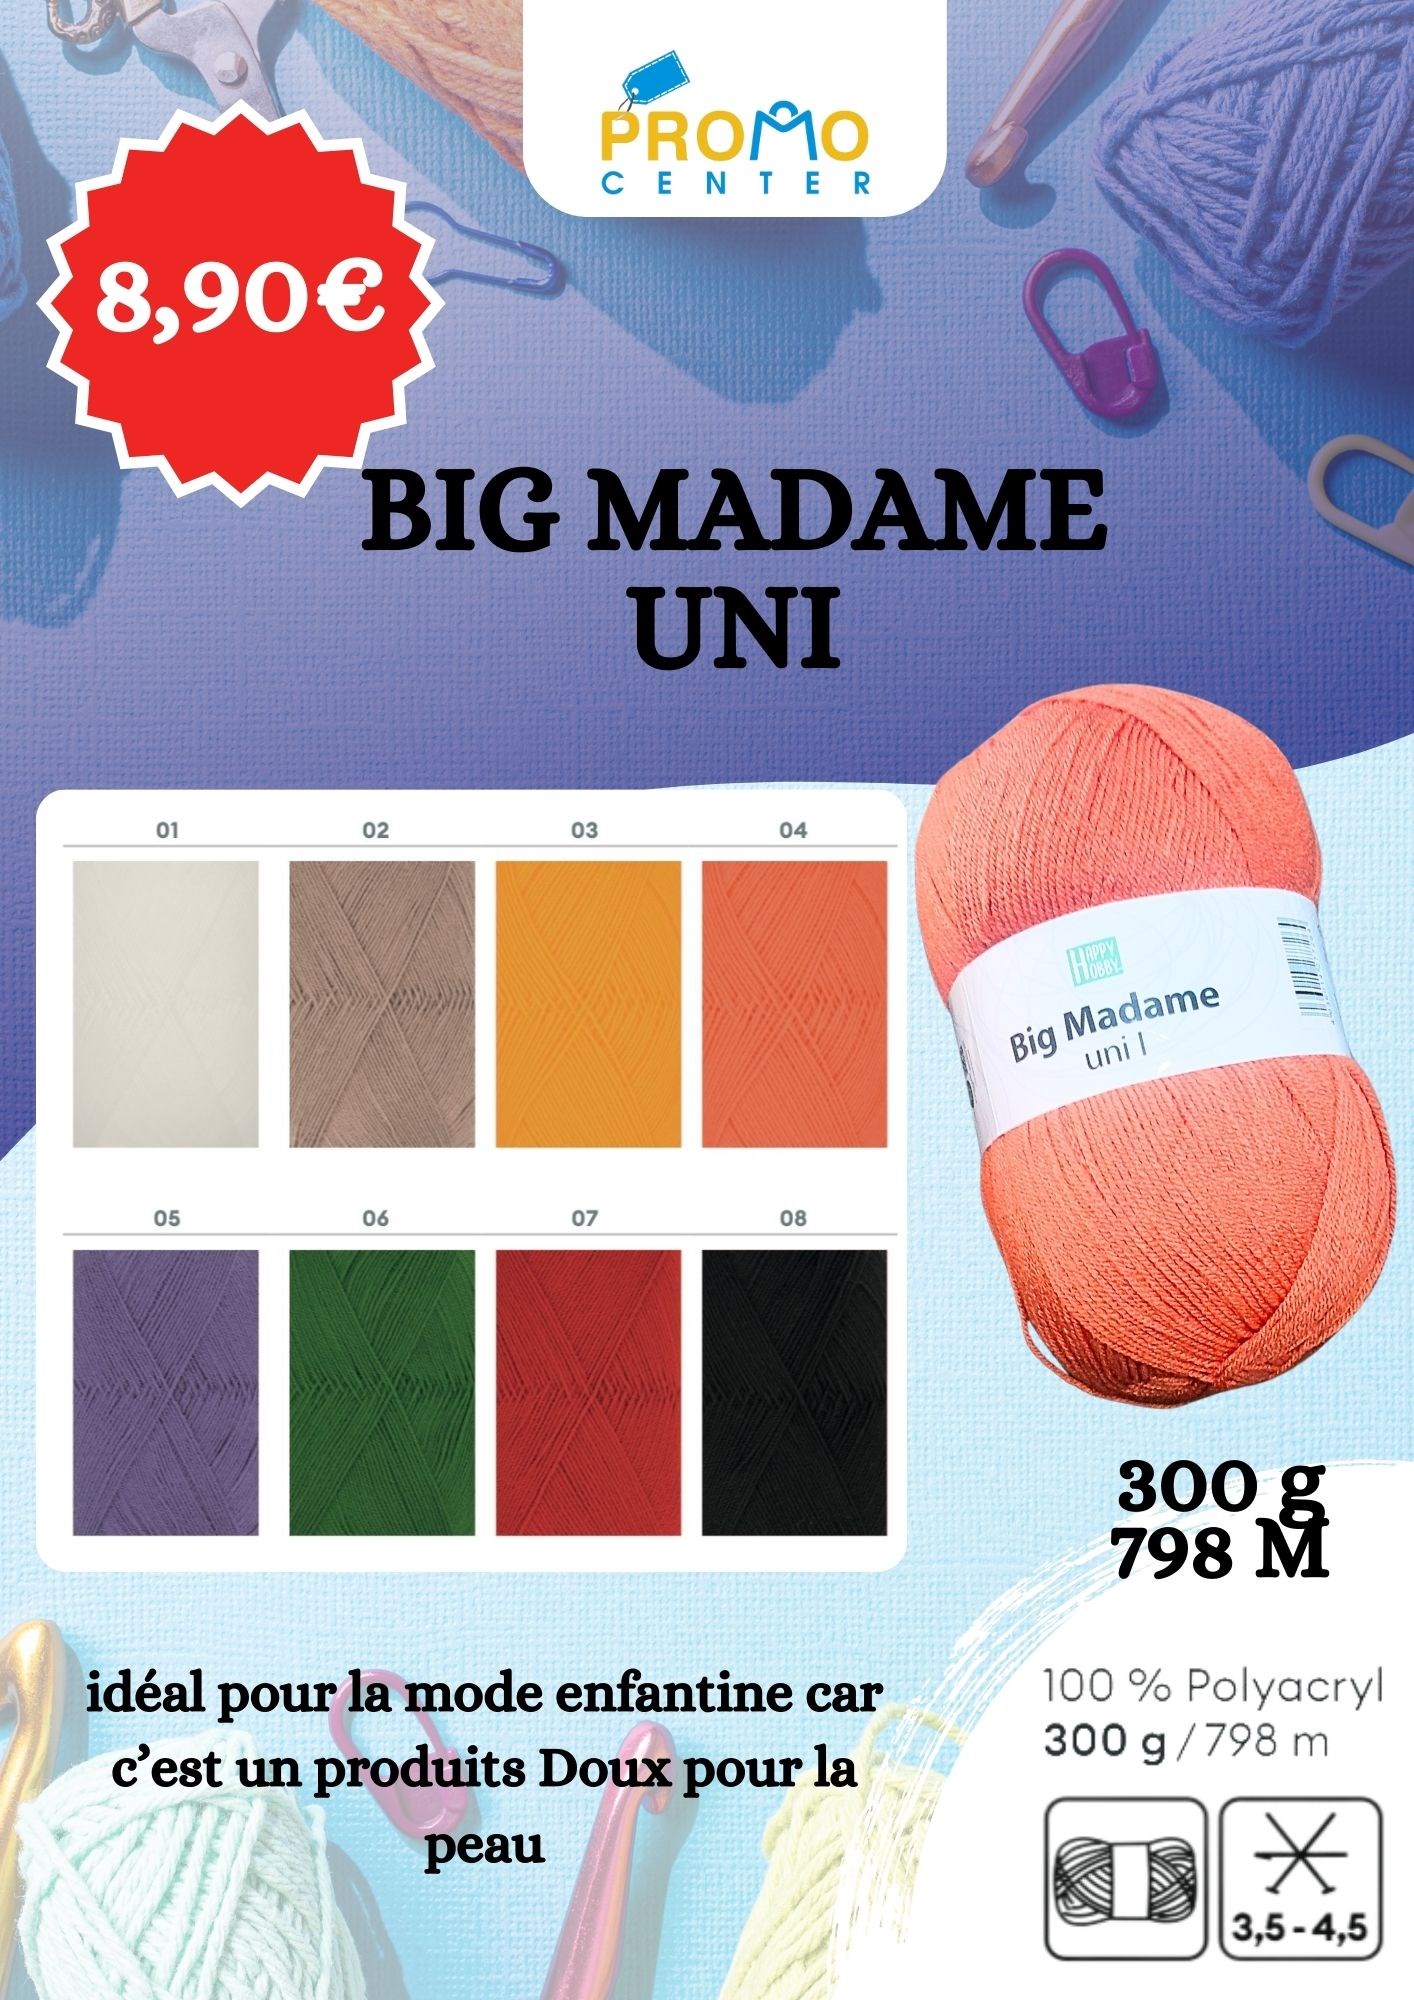 PROMO
CENTER
8,90€
BIG MADAME
UNI
01 02 03 04
HAPPY
HOBBY
Big Madame
uni I
05 06 07 08
300 g
798 M
idéal pour la mode enfantine car
c’est un produits Doux pour la
peau
100 % Polyacryl
300 g / 798 m
3,5 - 4,5